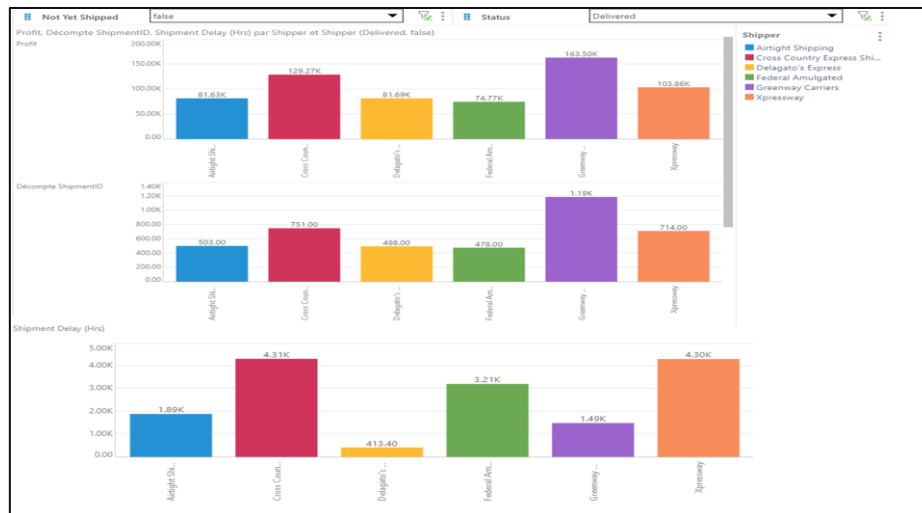 Not Yet Shipped false Status Delivered
Profit, Décompte ShipmentID, Shipment Delay (Hrs) par Shipper et Shipper (Delivered, false)
Profit
200.00K
150.00K
100.00K
50.00K
0.00
81.63K 129.27K 81.69K 74.77K 163.50K 103.86K
Airtight Shi... Cross Coun... Delagato's ... Federal Am... Greenway ... Xpressway
Shipper
Airtight Shipping
Cross Country Express Shi...
Delagato's Express
Federal Amulgated
Greenway Carriers
Xpressway
Décompte ShipmentID
1.40K
1.20K
1.00K
800.00
600.00
400.00
200.00
0.00
503.00 751.00 498.00 478.00 1.19K 714.00
Airtight Shi... Cross Coun... Delagato's ... Federal Am... Greenway ... Xpressway
Shipment Delay (Hrs)
5.00K
4.00K
3.00K
2.00K
1.00K
0.00
1.89K 4.31K 413.40 3.21K 1.49K 4.30K
Airtight Shi... Cross Coun... Delagato's ... Federal Am... Greenway ... Xpressway